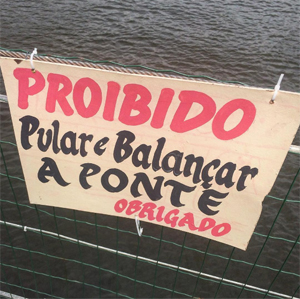 PROIBIDO
Pular e Balançar
A PONTE
OBRIGADO